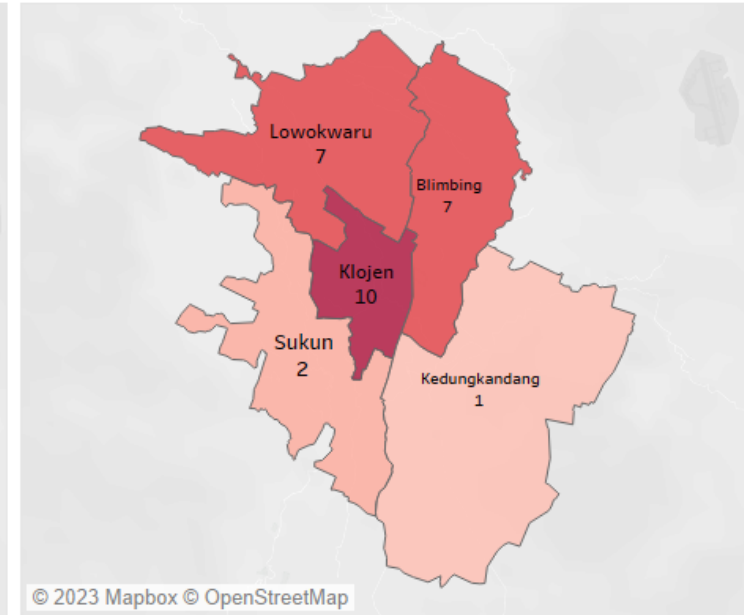 Lowokwaru
7
Blimbing
7
Klojen
10
Sukun
2
Kedungkandang
1
© 2023 Mapbox © OpenStreetMap